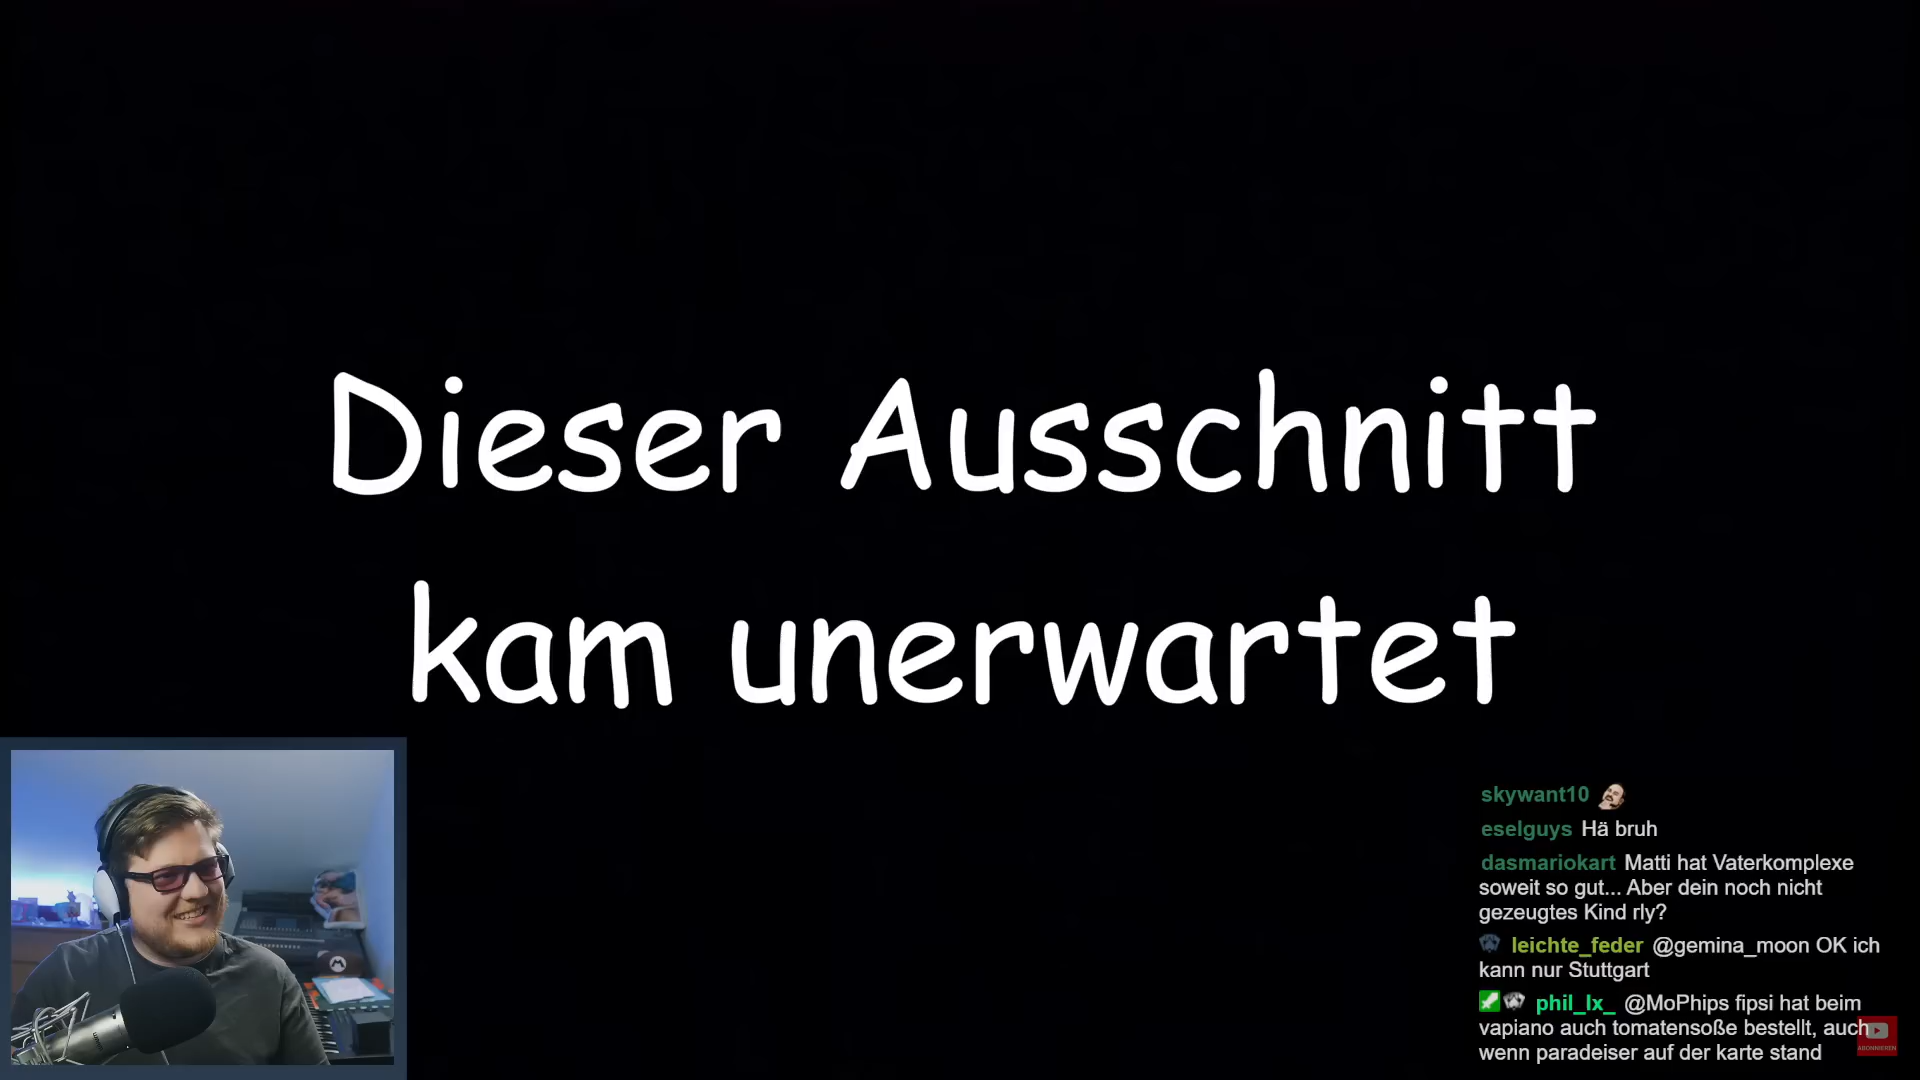 Dieser Ausschnitt
kam unerwartet
skywant10
eselguys Hä bruh
dasmariokart Matti hat Vaterkomplexe
soweit so gut... Aber dein noch nicht
gezeugtes Kind rly?
leichte_feder @gemina_moon OK ich
kann nur Stuttgart
phil_lx_ @MoPhips fipsi hat beim
vapiano auch tomatensoße bestellt, auch
wenn paradeiser auf der karte stand
ABONNIEREN